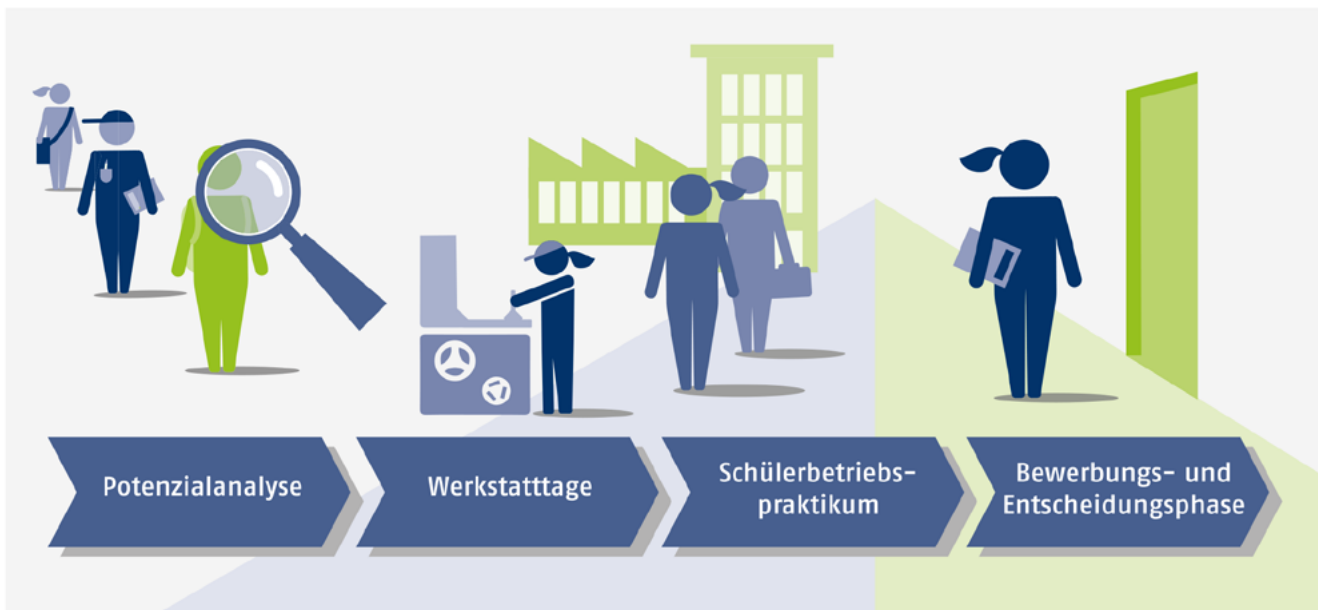 Potenzialanalyse
Werkstatttage
Schülerbetriebs-
praktikum
Bewerbungs- und
Entscheidungsphase